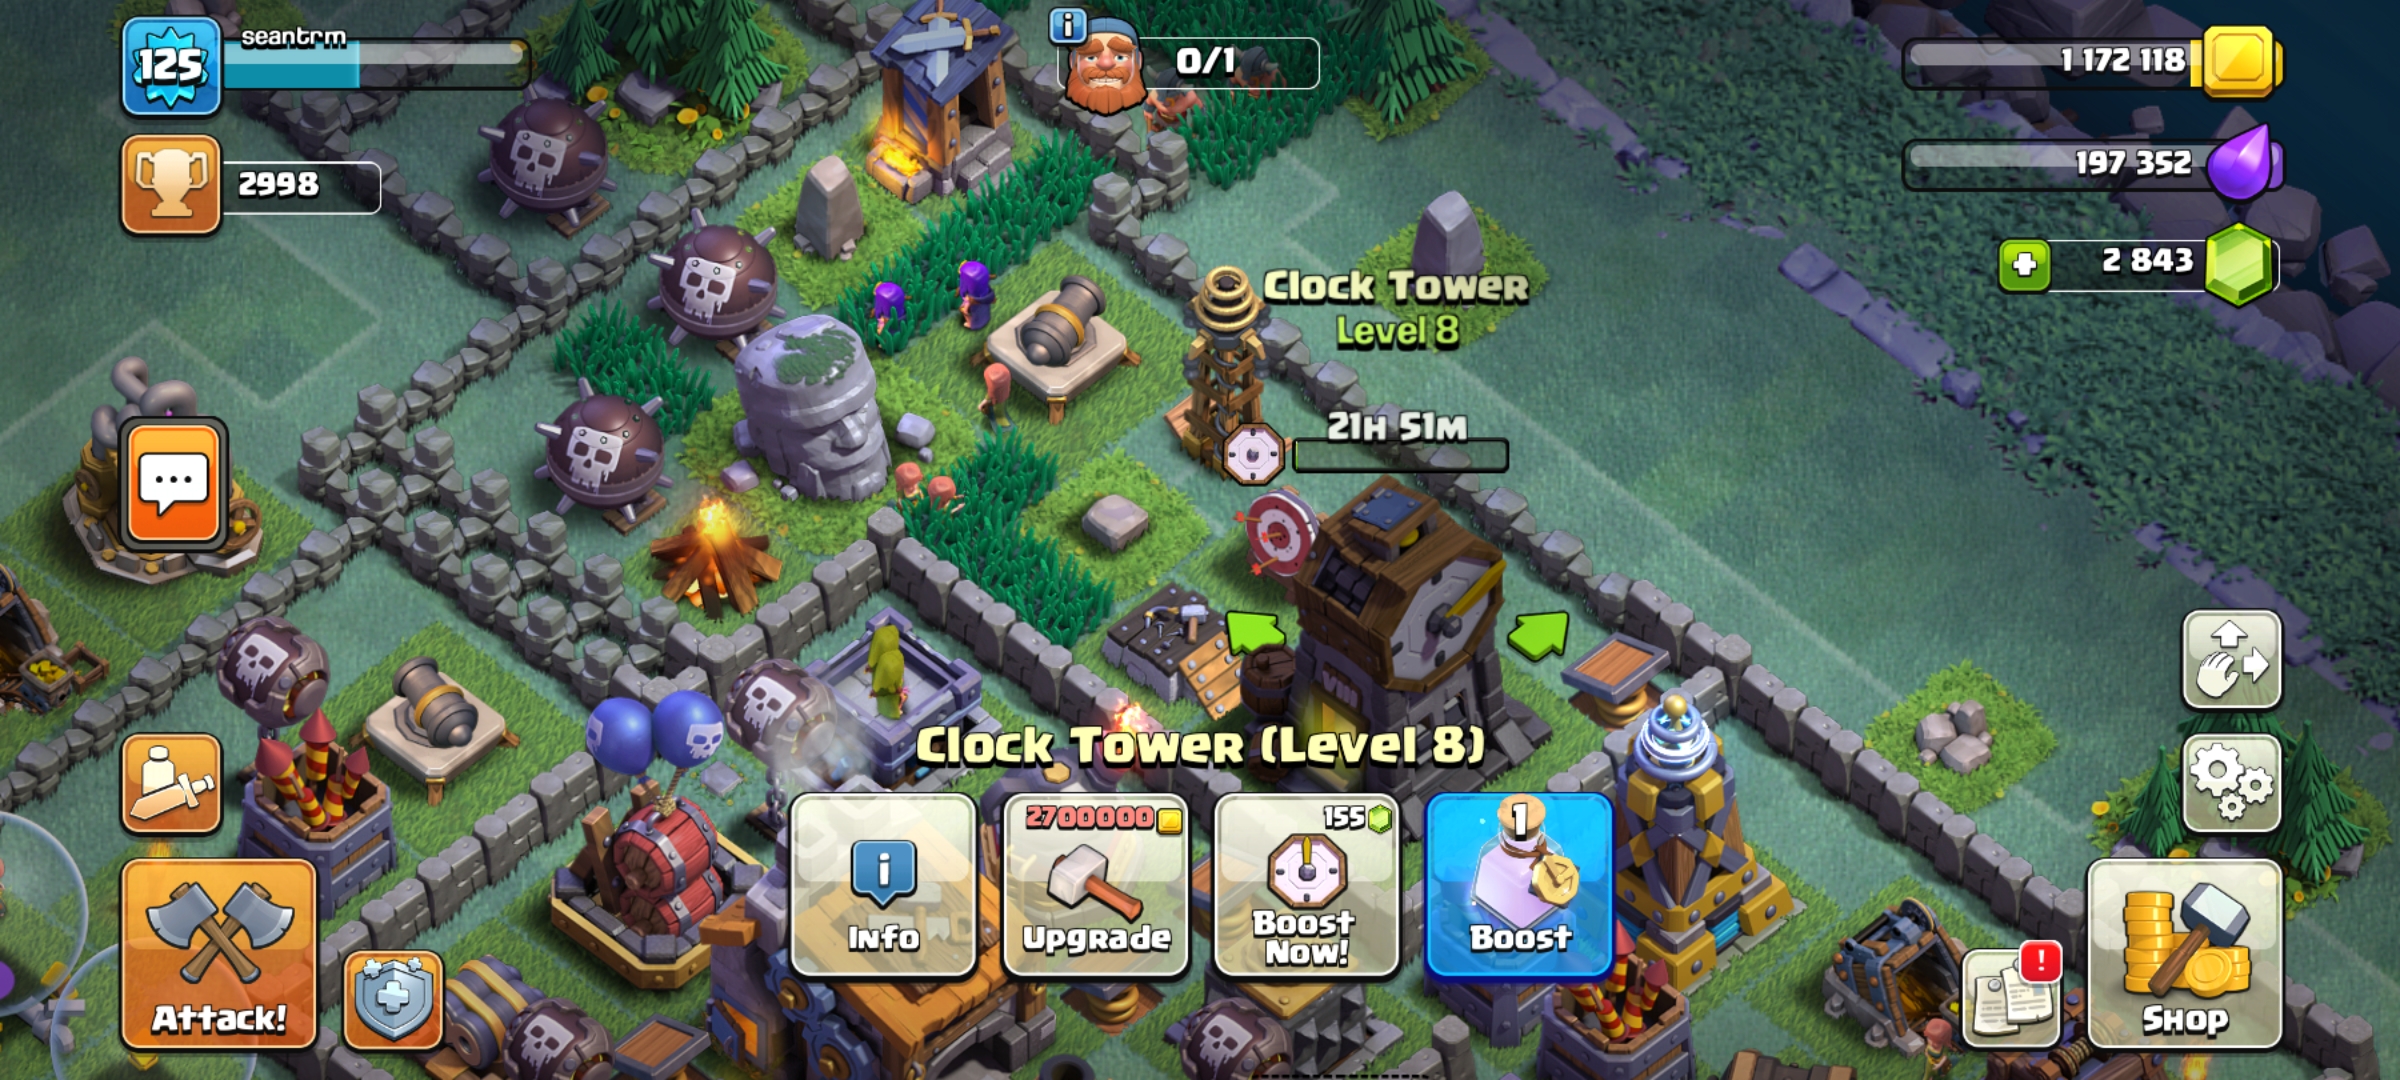 125
seantrm
0/1
1 172 118
2998
197 352
2 843
Clock Tower
Level 8
21H 51M
VIII
Clock Tower (Level 8)
Info
2700000
Upgrade
155
Boost
Now!
1
Boost
Attack!
!
Shop